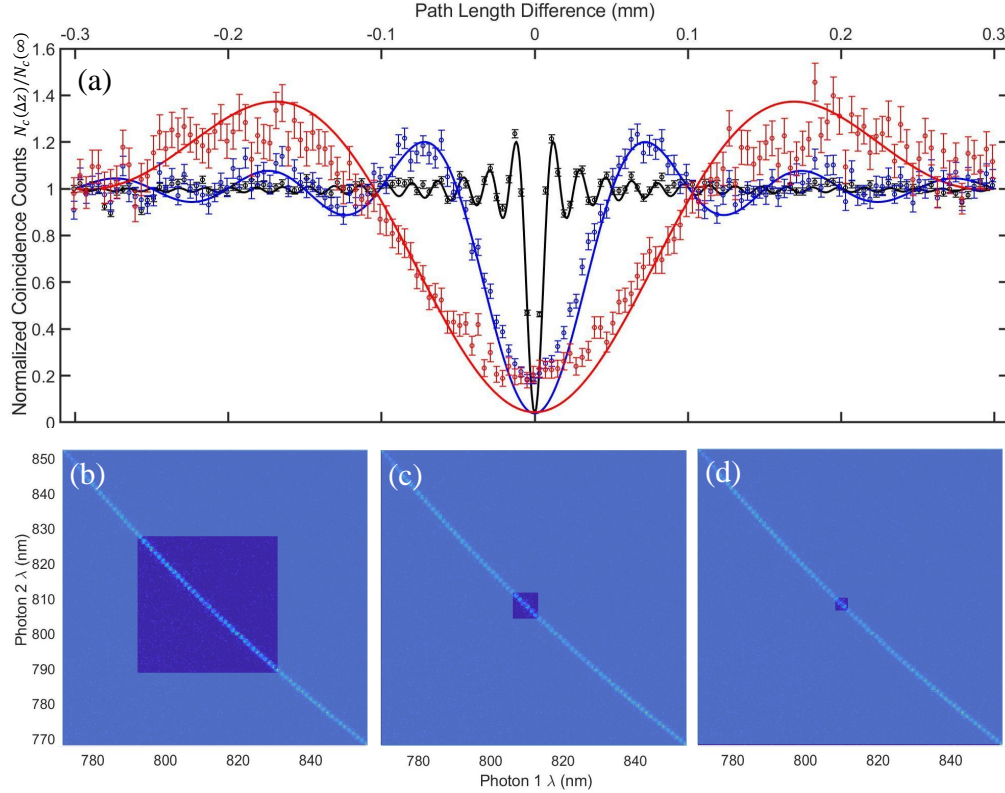 Path Length Difference (mm)
-0.3 -0.2 -0.1 0 0.1 0.2 0.3
(a)
Normalized Coincidence Counts N_c(Δz)/N_c(∞)
1.6
1.4
1.2
1
0.8
0.6
0.4
0.2
0
(b) (c) (d)
Photon 2 λ (nm)
850
840
830
820
810
800
790
780
770
780 800 820 840 780 800 820 840 780 800 820 840
Photon 1 λ (nm)